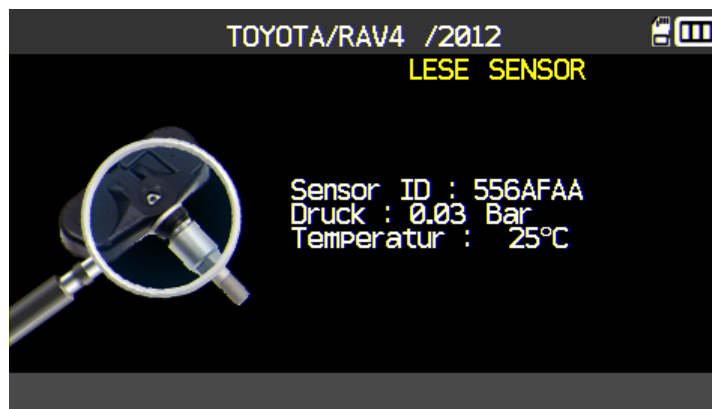 TOYOTA/RAV4 /2012
LESE SENSOR
Sensor ID : 556AFAA
Druck : 0.03 Bar
Temperatur : 25°C